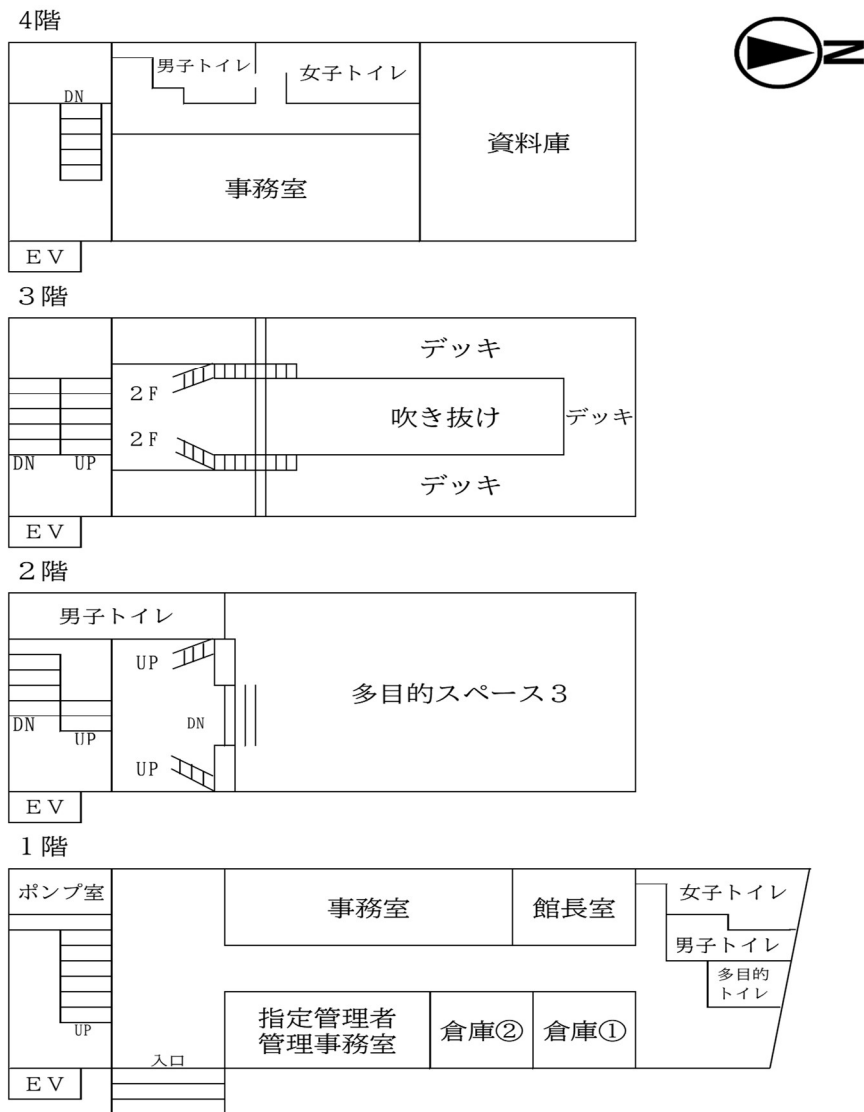 4階
N
男子トイレ
女子トイレ
DN
資料庫
事務室
ＥＶ
３階
デッキ
２F
吹き抜け
デッキ
２F
DN
UP
デッキ
ＥＶ
２階
男子トイレ
UP
多目的スペース３
DN
DN
UP
UP
ＥＶ
１階
ポンプ室
事務室
館長室
女子トイレ
男子トイレ
多目的
トイレ
指定管理者
管理事務室
倉庫②
倉庫①
UP
入口
ＥＶ